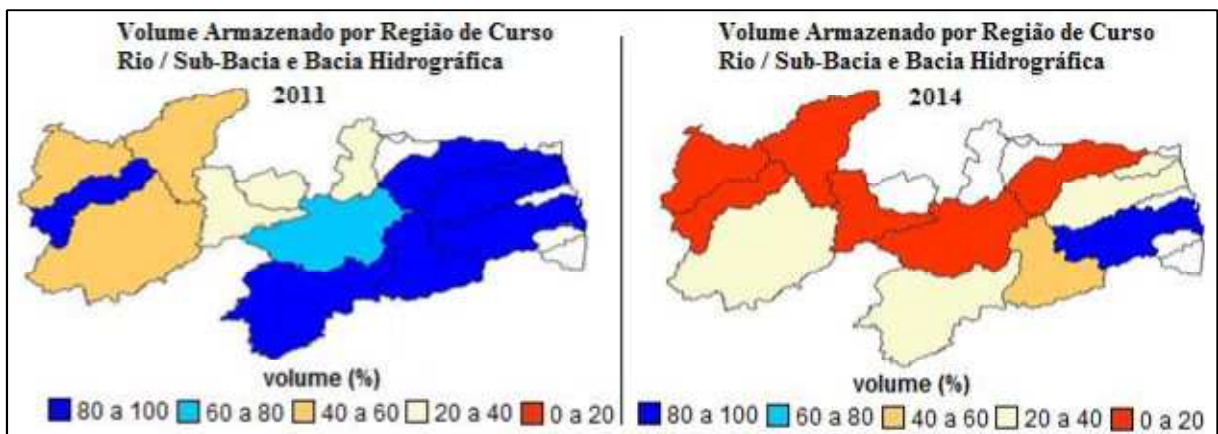 Volume Armazenado por Região de Curso
Rio / Sub-Bacia e Bacia Hidrográfica
2011
volume (%)
80 a 100 60 a 80 40 a 60 20 a 40 0 a 20
Volume Armazenado por Região de Curso
Rio / Sub-Bacia e Bacia Hidrográfica
2014
volume (%)
80 a 100 60 a 80 40 a 60 20 a 40 0 a 20